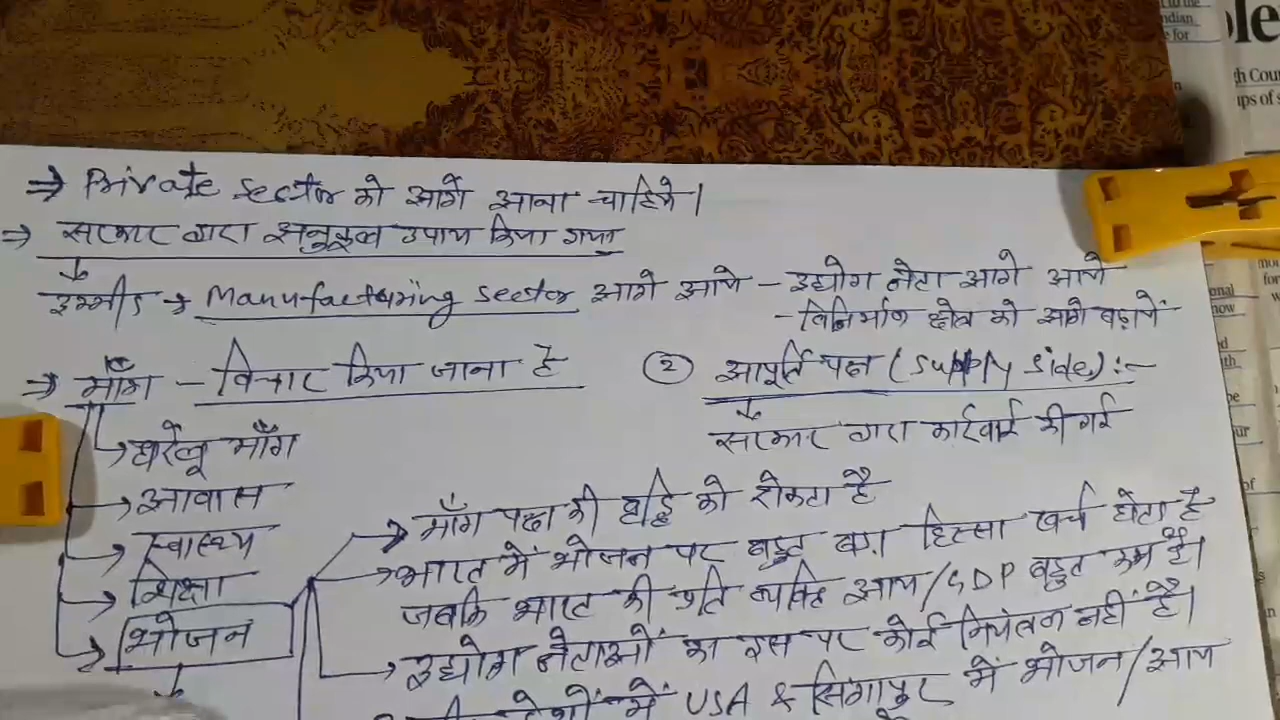 ⇒ Private sector को आगे आना चाहिये।
⇒ सरकार द्वारा अनुकूल उपाय किया गया
उम्मीद → Manufacturing sector आगे आये - उद्योग नेता आगे आये
- विनिर्माण क्षेत्र को आगे बढ़ायें
⇒ माँग - विचार किया जाना है
② आपूर्ति पक्ष (Supply side) :-
सरकार द्वारा कार्रवाई की गई
घरेलू माँग
आवास
स्वास्थ्य
शिक्षा
भोजन
माँग पक्ष की वृद्धि को रोकता है
भारत में भोजन पर बहुत बड़ा हिस्सा खर्च होता है
जबकि भारत की प्रति व्यक्ति आय/GDP बहुत कम है।
उद्योग नेताओं का इस पर कोई नियंत्रण नहीं है।
देशों में USA & सिंगापुर में भोजन/आय